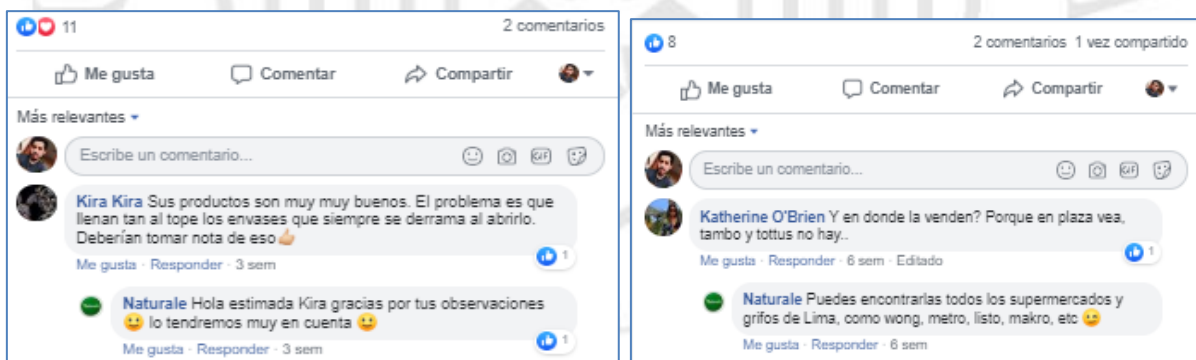 11
2 comentarios
Me gusta
Comentar
Compartir
Más relevantes
Escribe un comentario...
GIF
Kira Kira Sus productos son muy muy buenos. El problema es que
llenan tan al tope los envases que siempre se derrama al abrirlo.
Deberían tomar nota de eso👍
1
Me gusta · Responder · 3 sem
Naturale Hola estimada Kira gracias por tus observaciones
🙂 lo tendremos muy en cuenta 🙂
1
Me gusta · Responder · 3 sem
8
2 comentarios 1 vez compartido
Me gusta
Comentar
Compartir
Más relevantes
Escribe un comentario...
GIF
Katherine O'Brien Y en donde la venden? Porque en plaza vea,
tambo y tottus no hay..
1
Me gusta · Responder · 6 sem · Editado
Naturale Puedes encontrarlas todos los supermercados y
grifos de Lima, como wong, metro, listo, makro, etc 😉
Me gusta · Responder · 6 sem